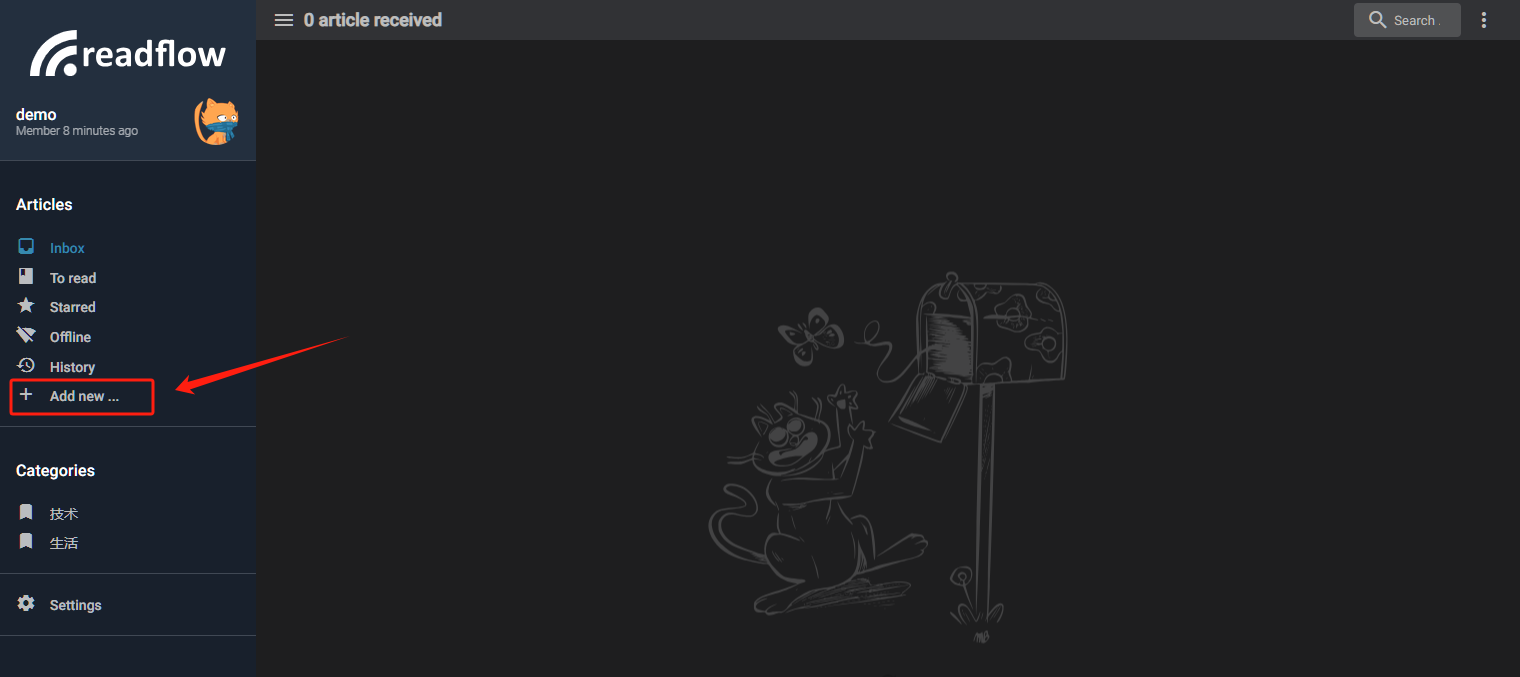 readflow
0 article received
Search
demo
Member 8 minutes ago
Articles
Inbox
To read
Starred
Offline
History
Add new ...
Categories
技术
生活
Settings